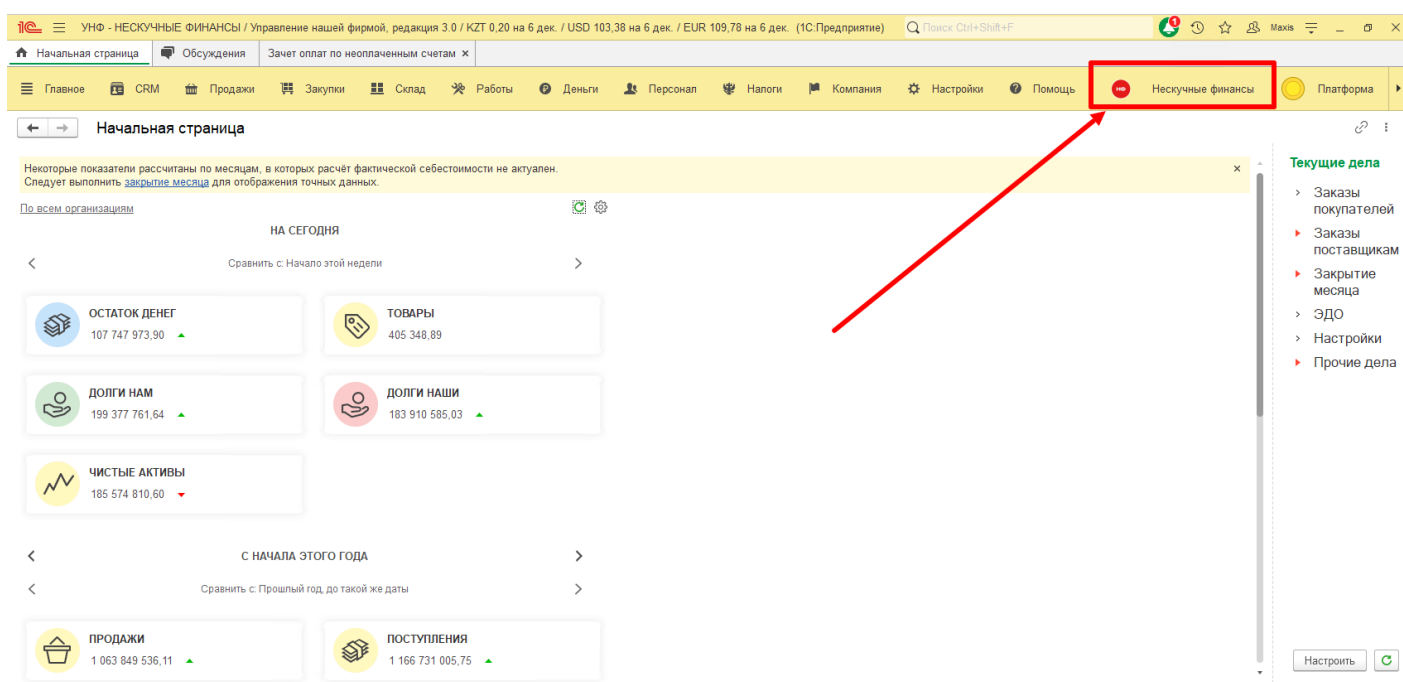 1С УНФ - НЕСКУЧНЫЕ ФИНАНСЫ / Управление нашей фирмой, редакция 3.0 / KZT 0,20 на 6 дек. / USD 103,38 на 6 дек. / EUR 109,78 на 6 дек. (1С:Предприятие) Поиск Ctrl+Shift+F 1 Maxis
Начальная страница Обсуждения Зачет оплат по неоплаченным счетам ×
Главное CRM Продажи Закупки Склад Работы Деньги Персонал Налоги Компания Настройки Помощь НФ Нескучные финансы Платформа
Начальная страница
Некоторые показатели рассчитаны по месяцам, в которых расчёт фактической себестоимости не актуален.
Следует выполнить закрытие месяца для отображения точных данных.
По всем организациям
НА СЕГОДНЯ
Сравнить с: Начало этой недели
ОСТАТОК ДЕНЕГ
107 747 973,90
ТОВАРЫ
405 348,89
ДОЛГИ НАМ
199 377 761,64
ДОЛГИ НАШИ
183 910 585,03
ЧИСТЫЕ АКТИВЫ
185 574 810,60
С НАЧАЛА ЭТОГО ГОДА
Сравнить с: Прошлый год, до такой же даты
ПРОДАЖИ
1 063 849 536,11
ПОСТУПЛЕНИЯ
1 166 731 005,75
Текущие дела
Заказы
покупателей
Заказы
поставщикам
Закрытие
месяца
ЭДО
Настройки
Прочие дела
Настроить